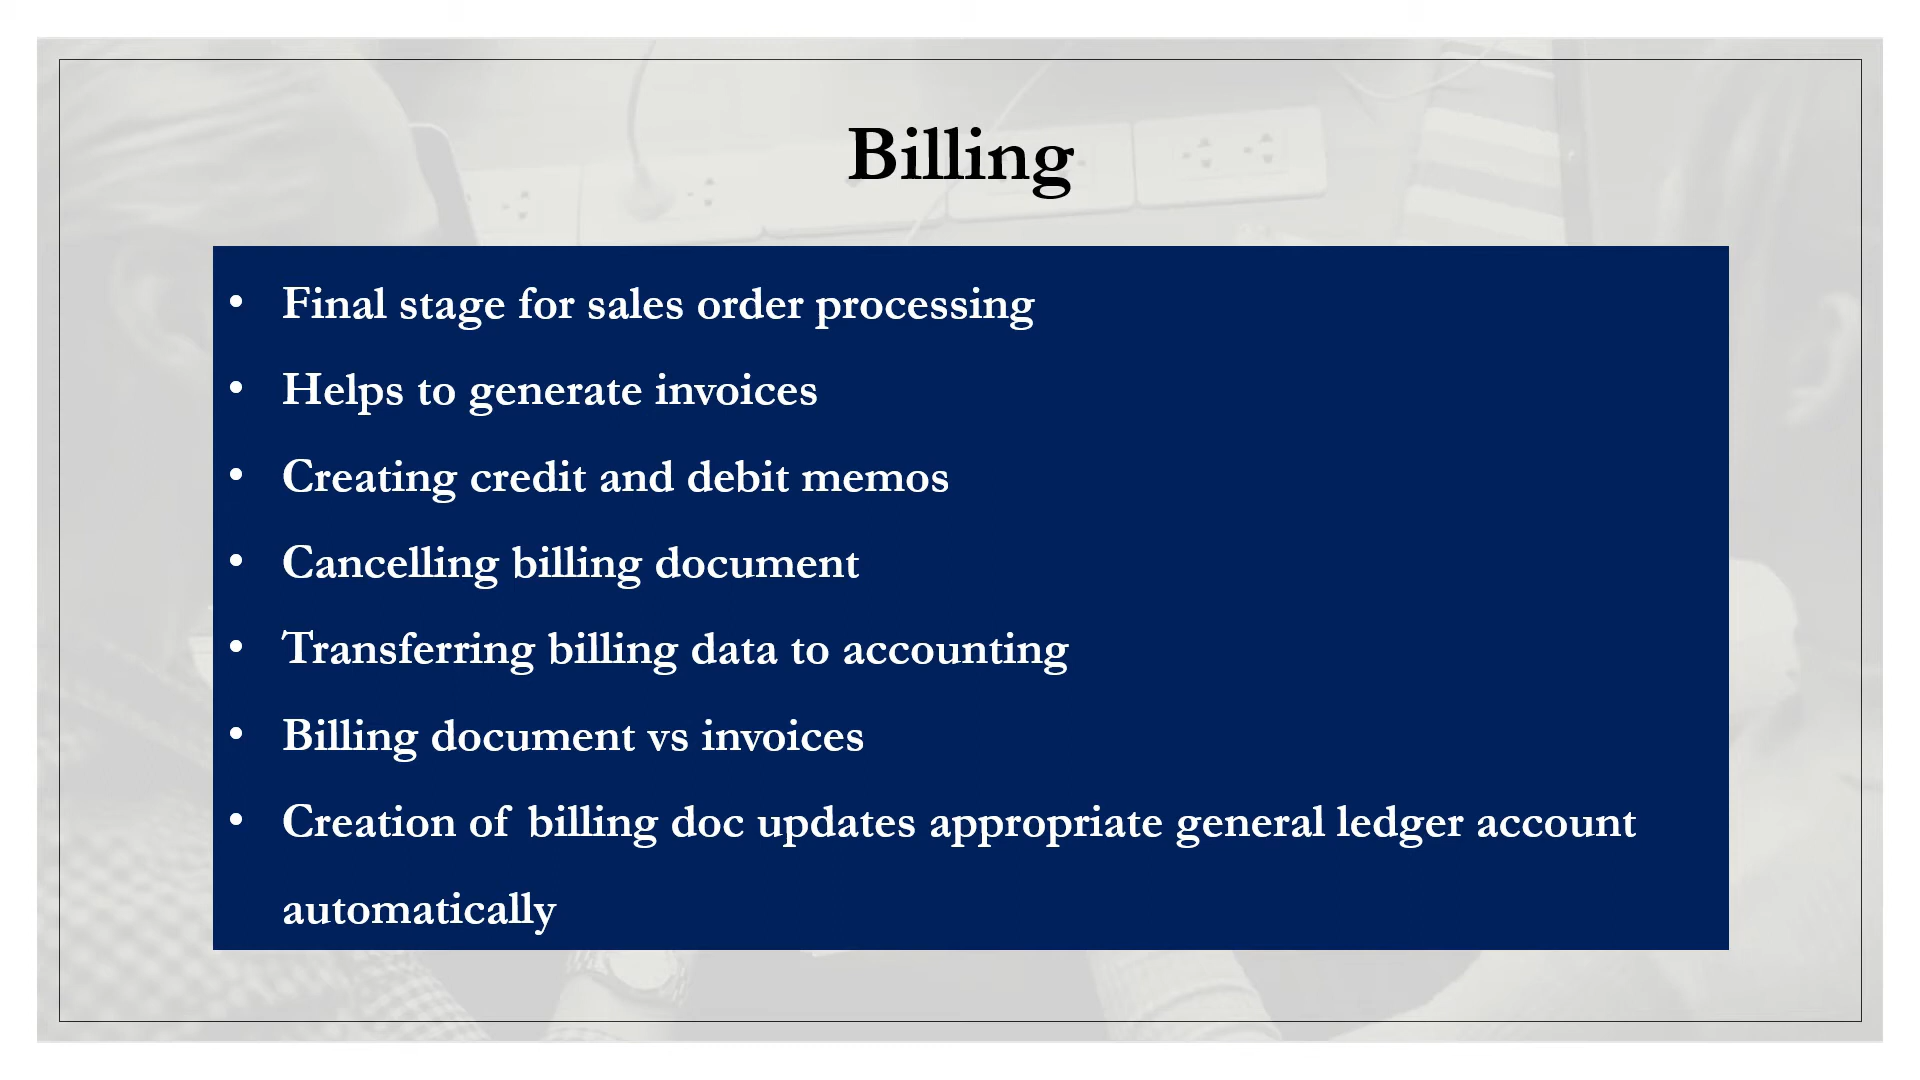 Billing
• Final stage for sales order processing
• Helps to generate invoices
• Creating credit and debit memos
• Cancelling billing document
• Transferring billing data to accounting
• Billing document vs invoices
• Creation of billing doc updates appropriate general ledger account
automatically